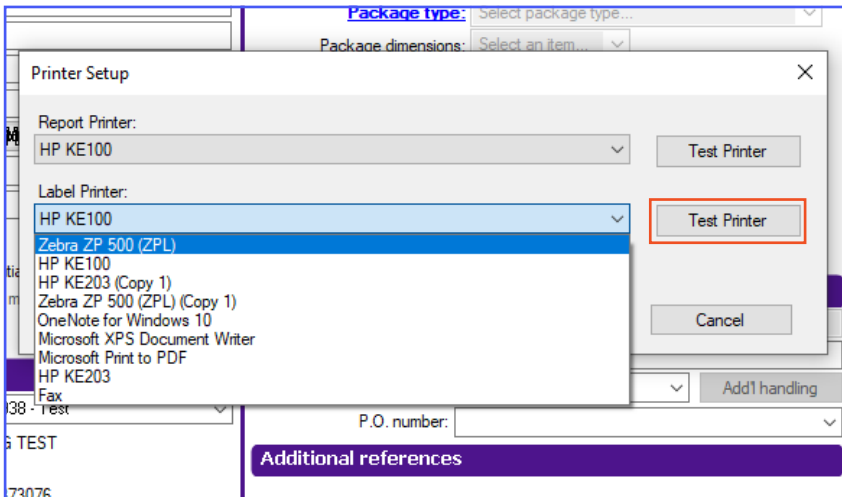 Package type: Select package type...
Package dimensions: Select an item...
Printer Setup
Report Printer:
HP KE100
Test Printer
Label Printer:
HP KE100
Test Printer
Zebra ZP 500 (ZPL)
HP KE100
HP KE203 (Copy 1)
Zebra ZP 500 (ZPL) (Copy 1)
OneNote for Windows 10
Microsoft XPS Document Writer
Microsoft Print to PDF
HP KE203
Fax
Cancel
Add'l handling
038 - Test
P.O. number:
G TEST
Additional references
73076